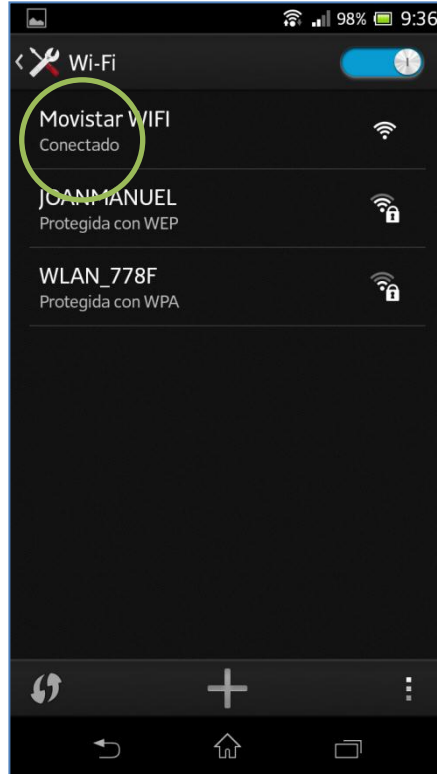 98% 9:36
Wi-Fi
Movistar WIFI
Conectado
JOANMANUEL
Protegida con WEP
WLAN_778F
Protegida con WPA